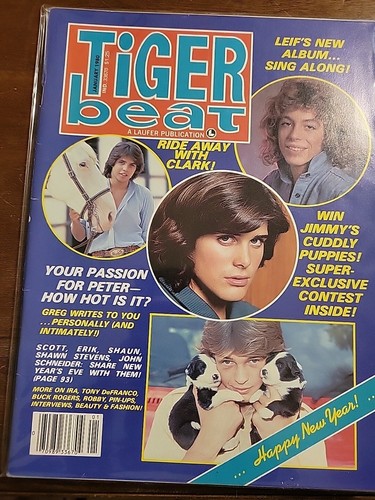 JANUARY 1980
TiGER
beat
A LAUFER PUBLICATION L
LEIF'S NEW
ALBUM...
SING ALONG!
RIDE AWAY
WITH
CLARK!
WIN
JIMMY'S
CUDDLY
PUPPIES!
SUPER-
EXCLUSIVE
CONTEST
INSIDE!
YOUR PASSION
FOR PETER—
HOW HOT IS IT?
GREG WRITES TO YOU
...PERSONALLY (AND
INTIMATELY!)
SCOTT, ERIK, SHAUN,
SHAWN STEVENS, JOHN
SCHNEIDER: SHARE NEW
YEAR'S EVE WITH THEM!
(PAGE 93)
MORE ON IRA, TONY DeFRANCO,
BUCK ROGERS, ROBBY, PIN-UPS,
INTERVIEWS, BEAUTY & FASHION!
... Happy New Year! ...